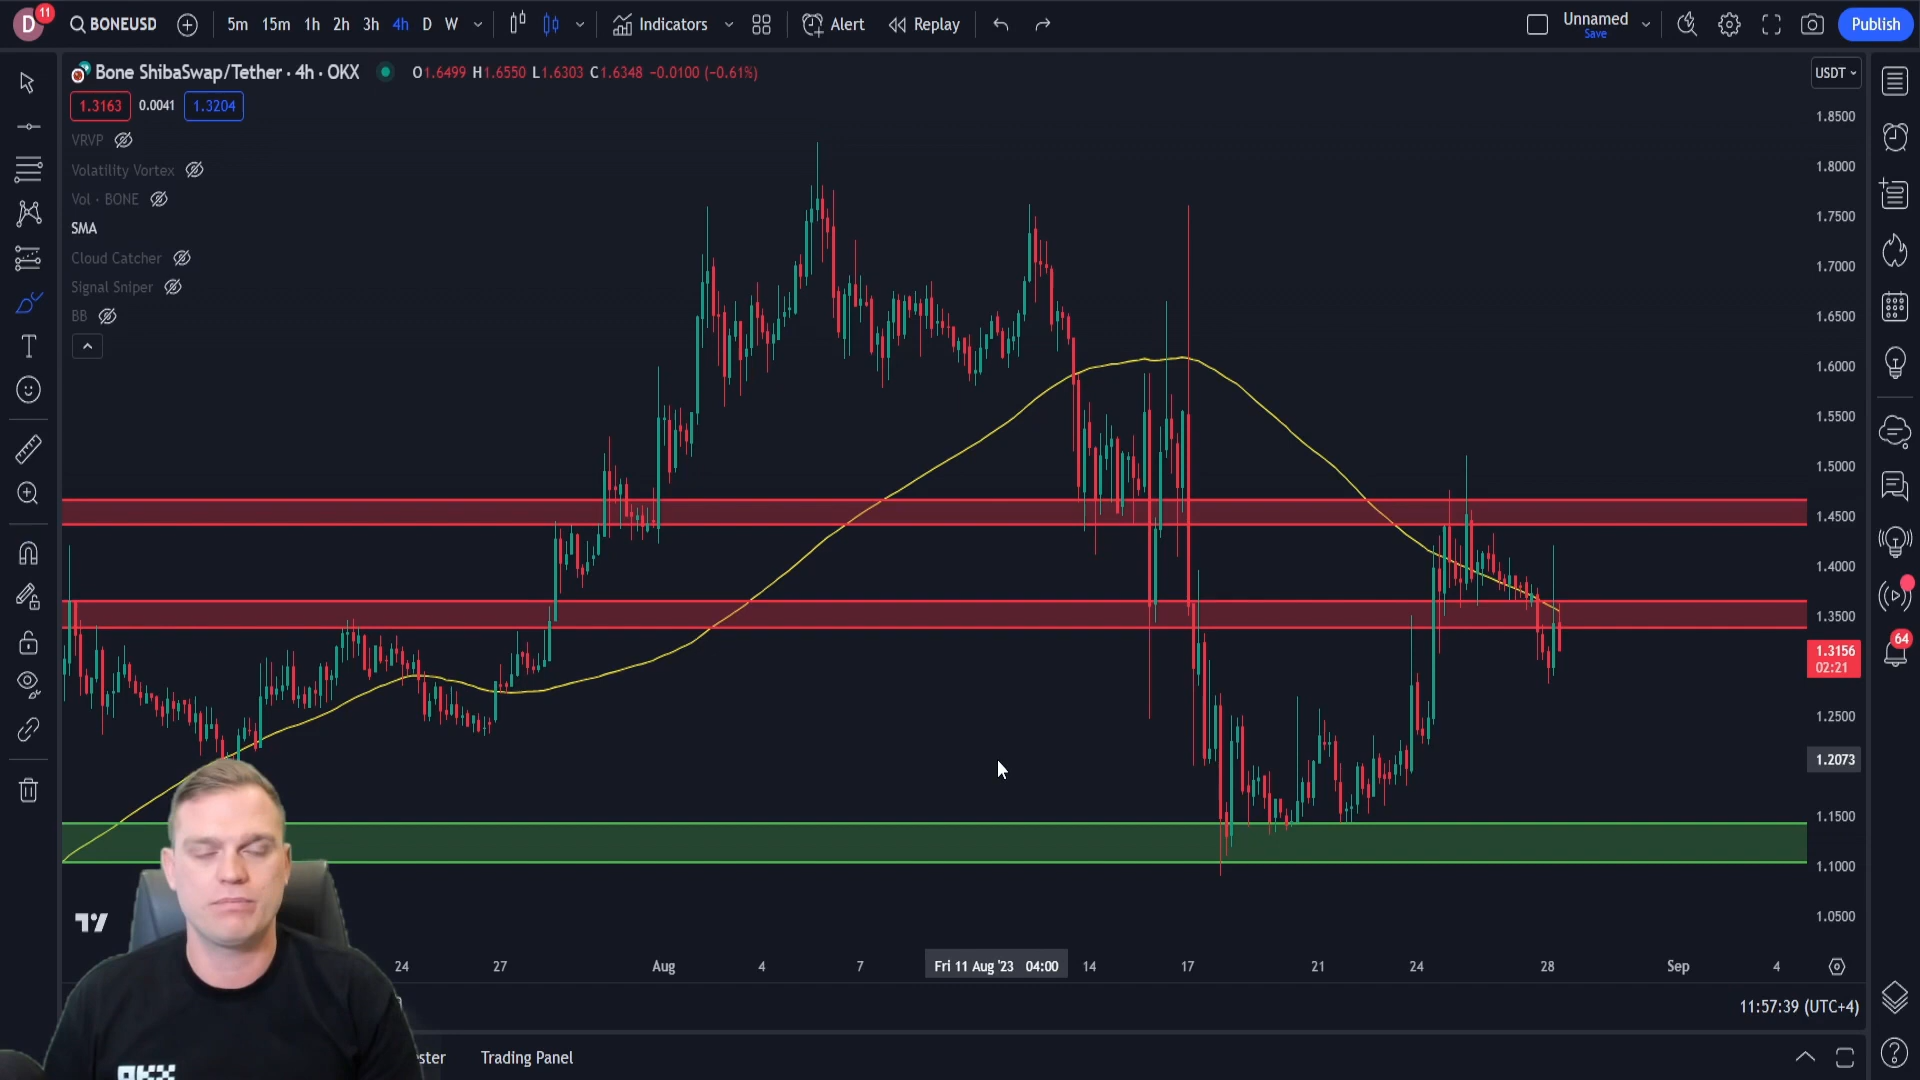 D 11 BONEUSD 5m 15m 1h 2h 3h 4h D W Indicators Alert Replay Unnamed Save Publish
Bone ShibaSwap/Tether · 4h · OKX O1.6499 H1.6550 L1.6303 C1.6348 −0.0100 (−0.61%) USDT
1.3163 0.0041 1.3204
VRVP
Volatility Vortex
Vol · BONE
SMA
Cloud Catcher
Signal Sniper
BB
1.8500
1.8000
1.7500
1.7000
1.6500
1.6000
1.5500
1.5000
1.4500
1.4000
1.3500
1.3156
02:21
64
1.2500
1.2073
1.1500
1.1000
1.0500
24 27 Aug 4 7 Fri 11 Aug '23 04:00 14 17 21 24 28 Sep 4
11:57:39 (UTC+4)
ster Trading Panel
OKX